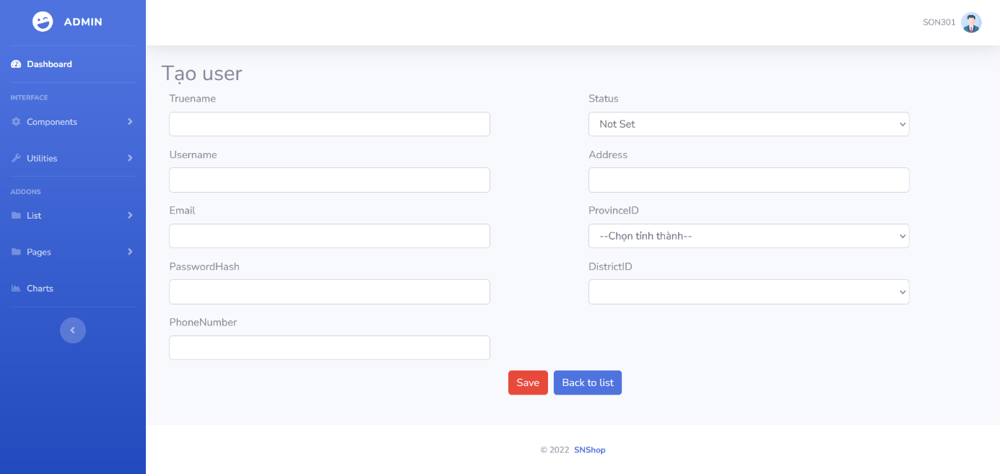 ADMIN
SON301
Dashboard
INTERFACE
Components
Utilities
ADDONS
List
Pages
Charts
Tạo user
Truename
Status
Not Set
Username
Address
Email
ProvinceID
--Chọn tỉnh thành--
PasswordHash
DistrictID
PhoneNumber
Save
Back to list
© 2022 SNShop